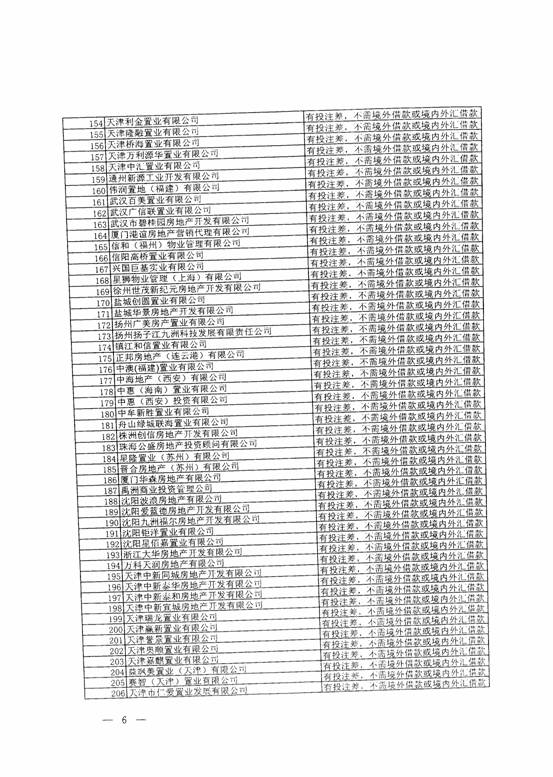 154 天津利金置业有限公司 有投注差，不需境外借款或境内外汇借款
155 天津隆融置业有限公司 有投注差，不需境外借款或境内外汇借款
156 天津桥海置业有限公司 有投注差，不需境外借款或境内外汇借款
157 天津万利源华置业有限公司 有投注差，不需境外借款或境内外汇借款
158 天津中汇置业有限公司 有投注差，不需境外借款或境内外汇借款
159 通州新源工业开发有限公司 有投注差，不需境外借款或境内外汇借款
160 伟润置地（福建）有限公司 有投注差，不需境外借款或境内外汇借款
161 武汉百美置业有限公司 有投注差，不需境外借款或境内外汇借款
162 武汉广信联置业有限公司 有投注差，不需境外借款或境内外汇借款
163 武汉市碧桂园房地产开发有限公司 有投注差，不需境外借款或境内外汇借款
164 厦门港谊房地产营销代理有限公司 有投注差，不需境外借款或境内外汇借款
165 信和（福州）物业管理有限公司 有投注差，不需境外借款或境内外汇借款
166 信阳高桥置业有限公司 有投注差，不需境外借款或境内外汇借款
167 兴国巨基实业有限公司 有投注差，不需境外借款或境内外汇借款
168 星狮物业管理（上海）有限公司 有投注差，不需境外借款或境内外汇借款
169 徐州世茂新纪元房地产开发有限公司 有投注差，不需境外借款或境内外汇借款
170 盐城创圆置业有限公司 有投注差，不需境外借款或境内外汇借款
171 盐城华景房地产开发有限公司 有投注差，不需境外借款或境内外汇借款
172 扬州广美房产置业有限公司 有投注差，不需境外借款或境内外汇借款
173 扬州扬子江九洲科技发展有限责任公司 有投注差，不需境外借款或境内外汇借款
174 镇江和信置业有限公司 有投注差，不需境外借款或境内外汇借款
175 正邦房地产（连云港）有限公司 有投注差，不需境外借款或境内外汇借款
176 中澳(福建)置业有限公司 有投注差，不需境外借款或境内外汇借款
177 中海地产（西安）有限公司 有投注差，不需境外借款或境内外汇借款
178 中惠（海南）置业有限公司 有投注差，不需境外借款或境内外汇借款
179 中惠（西安）投资有限公司 有投注差，不需境外借款或境内外汇借款
180 中牟新胜置业有限公司 有投注差，不需境外借款或境内外汇借款
181 舟山绿城联海置业有限公司 有投注差，不需境外借款或境内外汇借款
182 株洲创信房地产开发有限公司 有投注差，不需境外借款或境内外汇借款
183 珠海公盛房地产投资顾问有限公司 有投注差，不需境外借款或境内外汇借款
184 星隆置业（苏州）有限公司 有投注差，不需境外借款或境内外汇借款
185 晋合房地产（苏州）有限公司 有投注差，不需境外借款或境内外汇借款
186 厦门华森房地产有限公司 有投注差，不需境外借款或境内外汇借款
187 禹洲商业投资管理公司 有投注差，不需境外借款或境内外汇借款
188 沈阳波浪房地产有限公司 有投注差，不需境外借款或境内外汇借款
189 沈阳爱蓝德房地产开发有限公司 有投注差，不需境外借款或境内外汇借款
190 沈阳九洲福尔房地产开发有限公司 有投注差，不需境外借款或境内外汇借款
191 沈阳钜洋置业有限公司 有投注差，不需境外借款或境内外汇借款
192 沈阳星佰嘉置业有限公司 有投注差，不需境外借款或境内外汇借款
193 浙江大华房地产开发有限公司 有投注差，不需境外借款或境内外汇借款
194 万科天润房地产有限公司 有投注差，不需境外借款或境内外汇借款
195 天津中新同城房地产开发有限公司 有投注差，不需境外借款或境内外汇借款
196 天津中新泰华房地产开发有限公司 有投注差，不需境外借款或境内外汇借款
197 天津中新泰和房地产开发有限公司 有投注差，不需境外借款或境内外汇借款
198 天津中新宜城房地产开发有限公司 有投注差，不需境外借款或境内外汇借款
199 天津瑞龙置业有限公司 有投注差，不需境外借款或境内外汇借款
200 天津赢新置业有限公司 有投注差，不需境外借款或境内外汇借款
201 天津誉景置业有限公司 有投注差，不需境外借款或境内外汇借款
202 天津奥颐置业有限公司 有投注差，不需境外借款或境内外汇借款
203 天津嘉麒置业有限公司 有投注差，不需境外借款或境内外汇借款
204 美置业（天津）有限公司 有投注差，不需境外借款或境内外汇借款
205 赛智（天津）置业有限公司 有投注差，不需境外借款或境内外汇借款
206 天津市仁爱置业发展有限公司 有投注差，不需境外借款或境内外汇借款
— 6 —